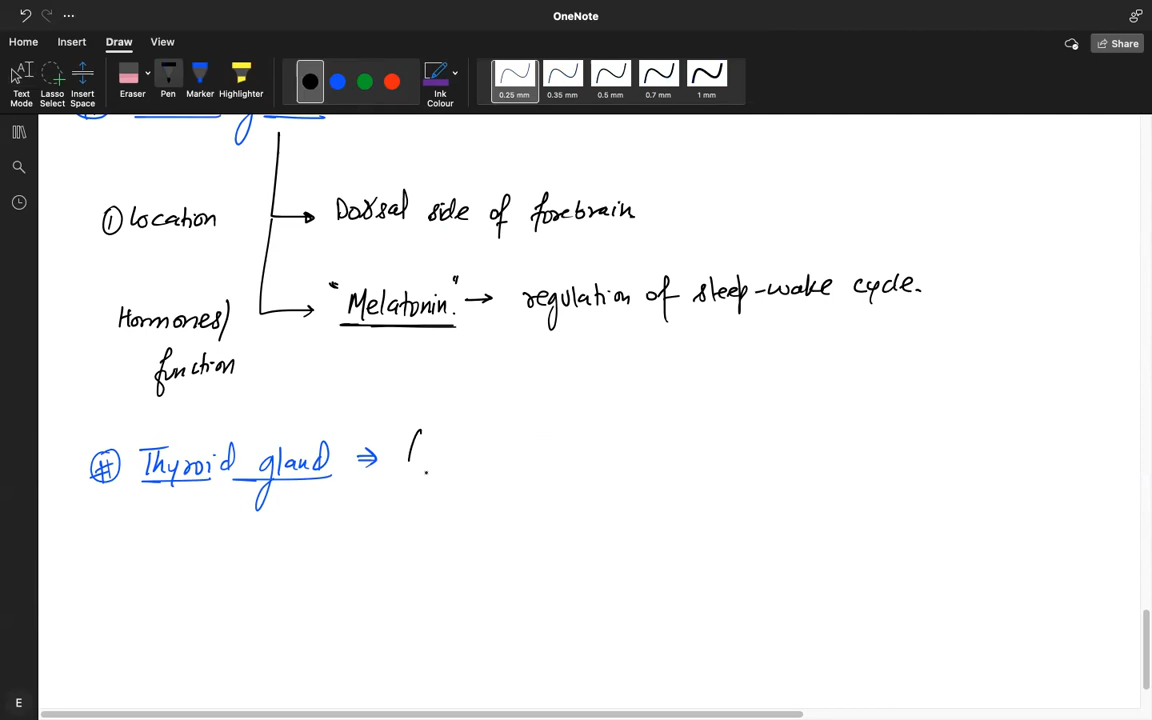 OneNote
Home Insert Draw View
Share
Text Mode
Lasso Select
Insert Space
Eraser
Pen
Marker
Highlighter
Ink Colour
0.25 mm
0.35 mm
0.5 mm
0.7 mm
1 mm
① location → Dorsal side of forebrain
Hormones/ function → "Melatonin." → regulation of sleep-wake cycle.
# Thyroid gland ⇒ (
E